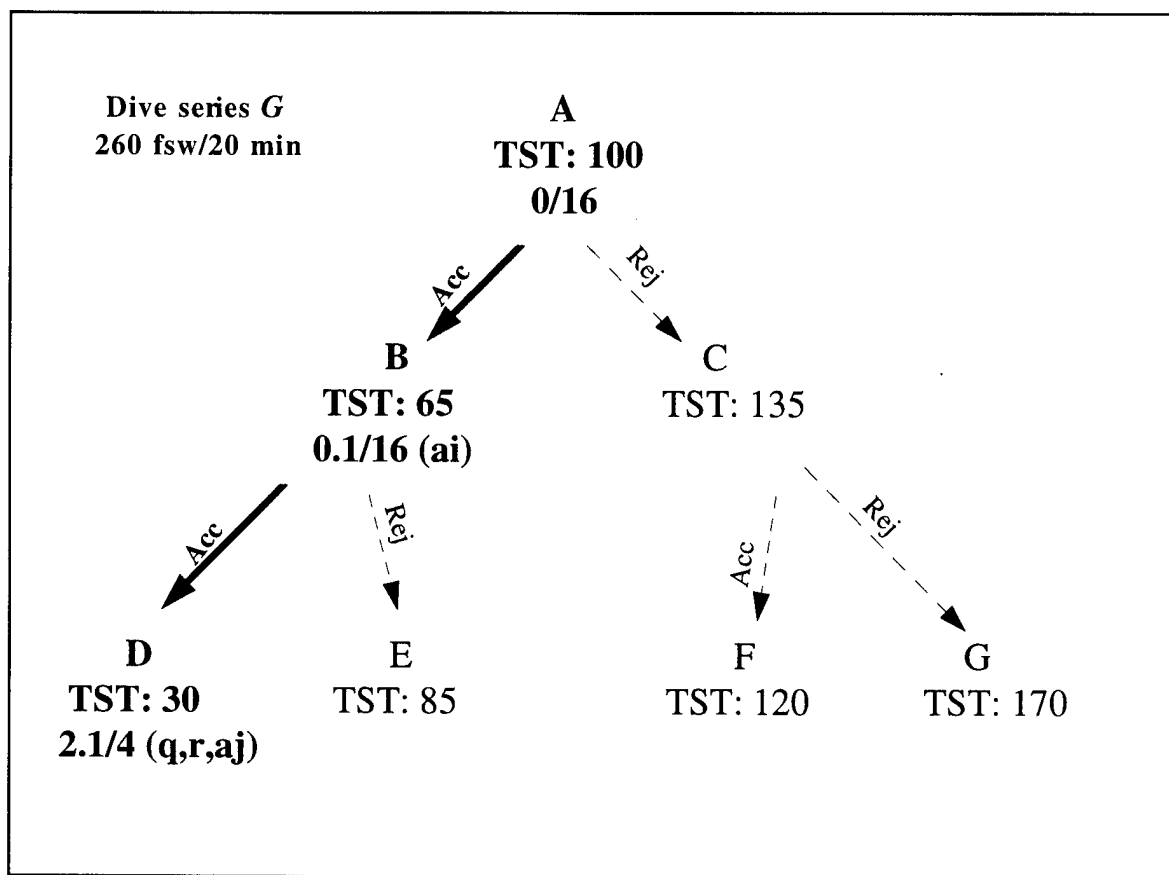 Dive series G
260 fsw/20 min
A
TST: 100
0/16
Acc
Rej
B
TST: 65
0.1/16 (ai)
C
TST: 135
Acc
Rej
Acc
Rej
D
TST: 30
2.1/4 (q,r,aj)
E
TST: 85
F
TST: 120
G
TST: 170